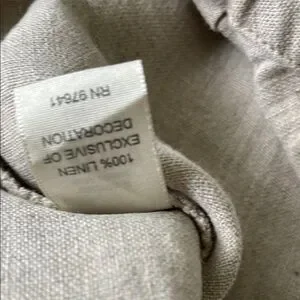 100% LINEN
EXCLUSIVE OF
DECORATION
RN 97641